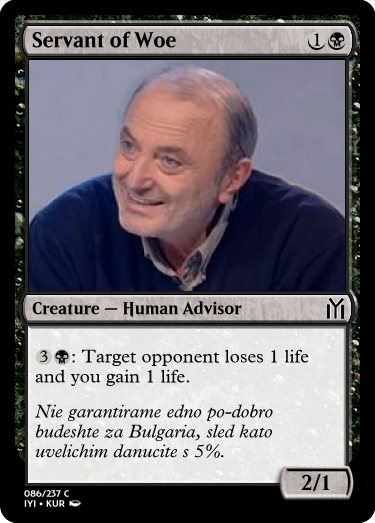 Servant of Woe
1
Creature — Human Advisor
3 : Target opponent loses 1 life
and you gain 1 life.
Nie garantirame edno po-dobro
budeshte za Bulgaria, sled kato
uvelichim danucite s 5%.
2/1
086/237 C
IYI • KUR